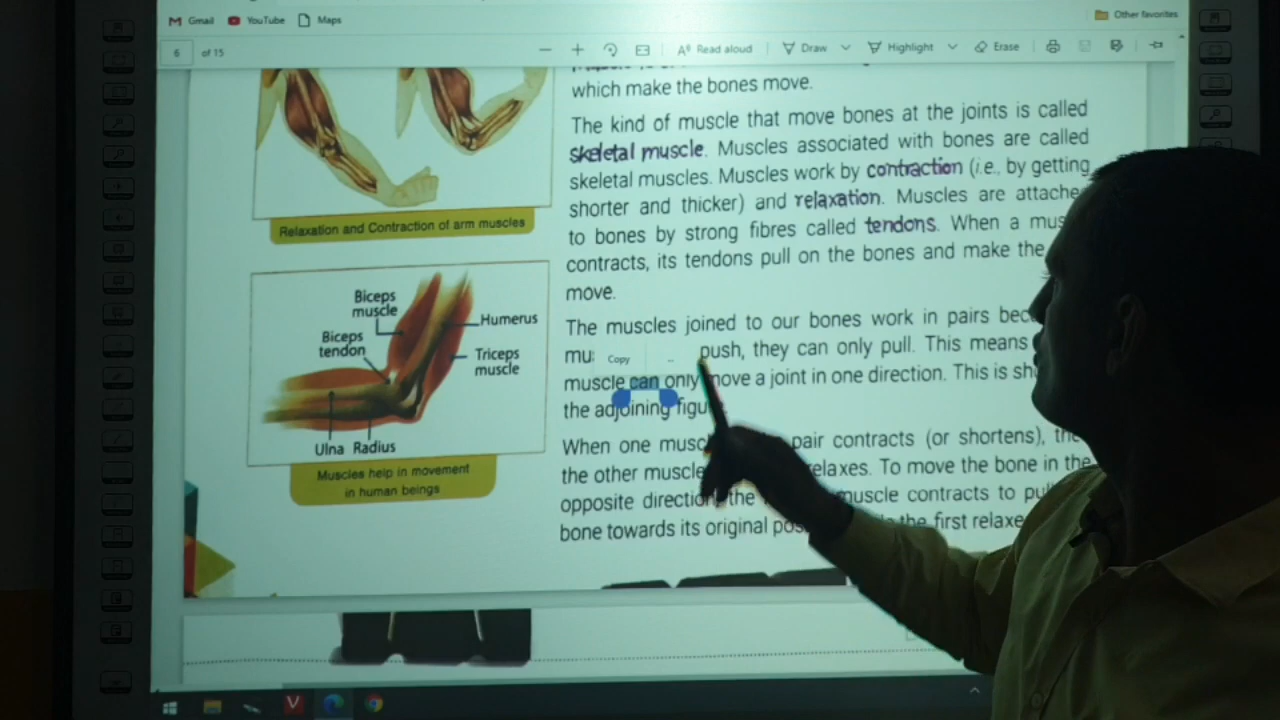 Gmail YouTube Maps Other favorites
6 of 15 Read aloud Draw Highlight Erase
which make the bones move.
The kind of muscle that move bones at the joints is called
skeletal muscle. Muscles associated with bones are called
skeletal muscles. Muscles work by contraction (i.e., by getting
shorter and thicker) and relaxation. Muscles are attache
to bones by strong fibres called tendons. When a mus
contracts, its tendons pull on the bones and make the
move.
The muscles joined to our bones work in pairs bec
mu push, they can only pull. This means
Copy
muscle can only move a joint in one direction. This is sh
the adjoining figu
When one musc pair contracts (or shortens), the
the other muscle relaxes. To move the bone in the
opposite direction, the muscle contracts to pul
bone towards its original pos the first relaxe
Relaxation and Contraction of arm muscles
Biceps
muscle
Biceps
tendon
Humerus
Triceps
muscle
Ulna Radius
Muscles help in movement
in human beings